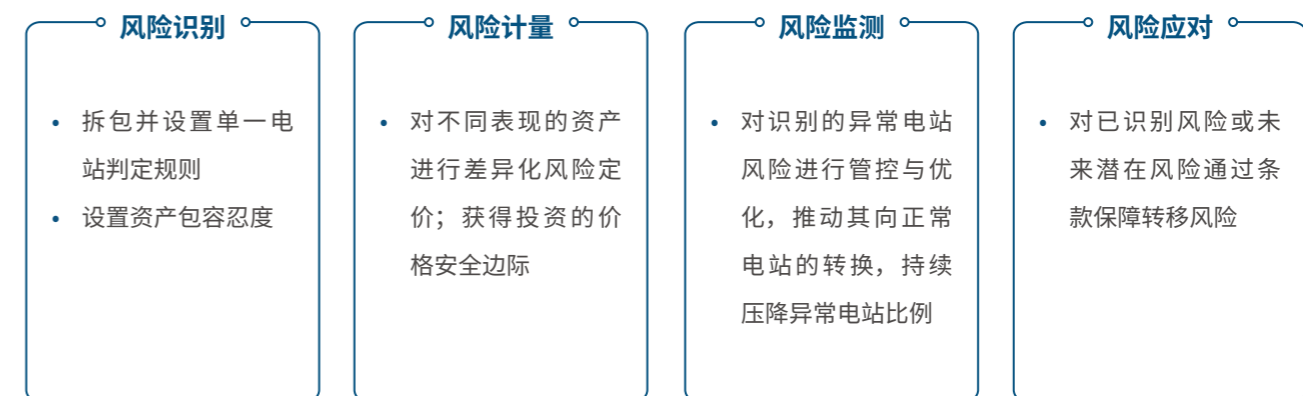 风险识别
• 拆包并设置单一电
站判定规则
• 设置资产包容忍度
风险计量
• 对不同表现的资产
进行差异化风险定
价；获得投资的价
格安全边际
风险监测
• 对识别的异常电站
风险进行管控与优
化，推动其向正常
电站的转换，持续
压降异常电站比例
风险应对
• 对已识别风险或未
来潜在风险通过条
款保障转移风险